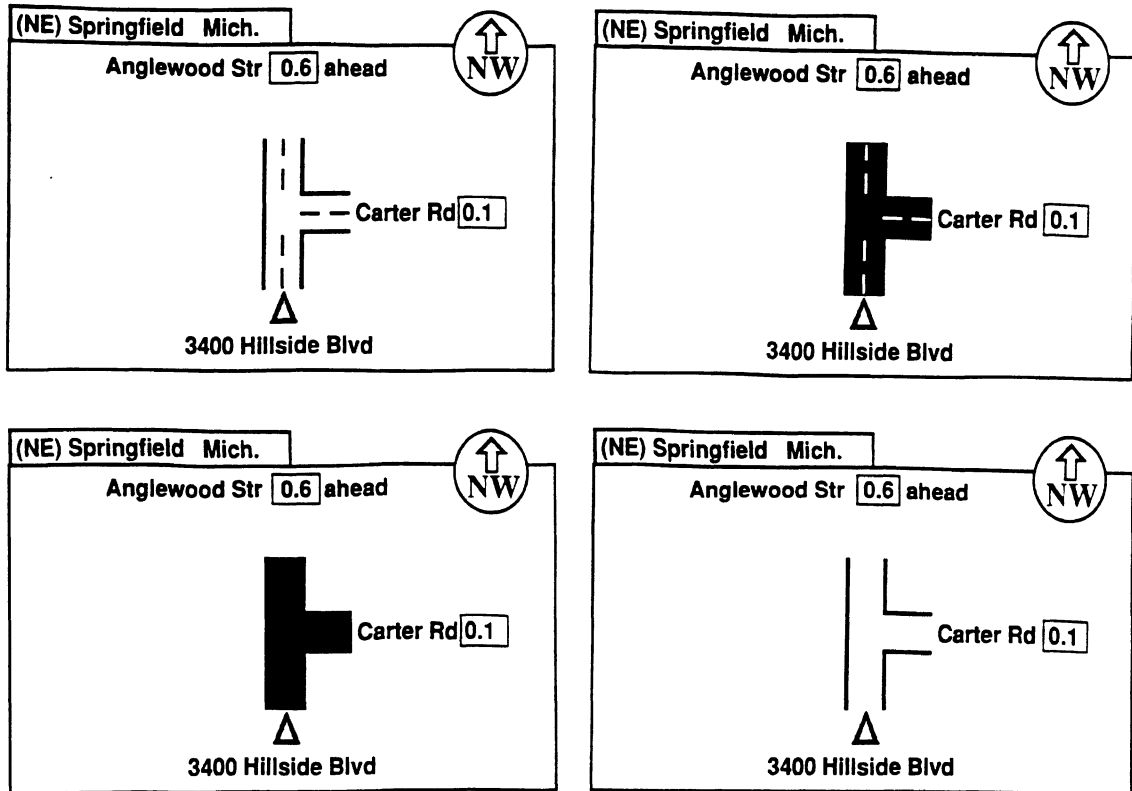 (NE) Springfield Mich.
NW
Anglewood Str 0.6 ahead
Carter Rd 0.1
3400 Hillside Blvd
(NE) Springfield Mich.
NW
Anglewood Str 0.6 ahead
Carter Rd 0.1
3400 Hillside Blvd
(NE) Springfield Mich.
NW
Anglewood Str 0.6 ahead
Carter Rd 0.1
3400 Hillside Blvd
(NE) Springfield Mich.
NW
Anglewood Str 0.6 ahead
Carter Rd 0.1
3400 Hillside Blvd